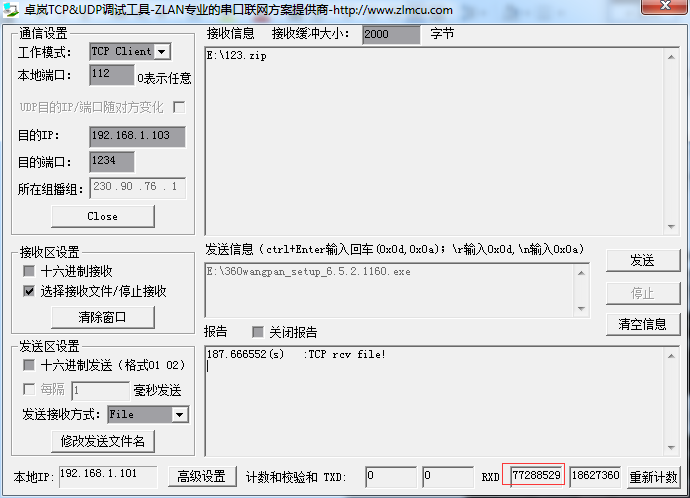 卓岚TCP&UDP调试工具-ZLAN专业的串口联网方案提供商-http://www.zlmcu.com
通信设置
工作模式: TCP Client
本地端口: 112 0表示任意
UDP目的IP/端口随对方变化
目的IP: 192.168.1.103
目的端口: 1234
所在组播组: 230 .90 .76 . 1
Close
接收信息 接收缓冲大小: 2000 字节
E:\123.zip
接收区设置
十六进制接收
选择接收文件/停止接收
清除窗口
发送信息（ctrl+Enter输入回车(0x0d,0x0a); \r输入0x0d,\n输入0x0a)
E:\360wangpan_setup_6.5.2.1160.exe
发送
停止
清空信息
发送区设置
十六进制发送（格式01 02）
每隔 1 毫秒发送
发送接收方式: File
修改发送文件名
报告 关闭报告
187.666552(s) :TCP rcv file!
本地IP: 192.168.1.101 高级设置 计数和校验和 TXD: 0 0 RXD 77288529 18627360 重新计数